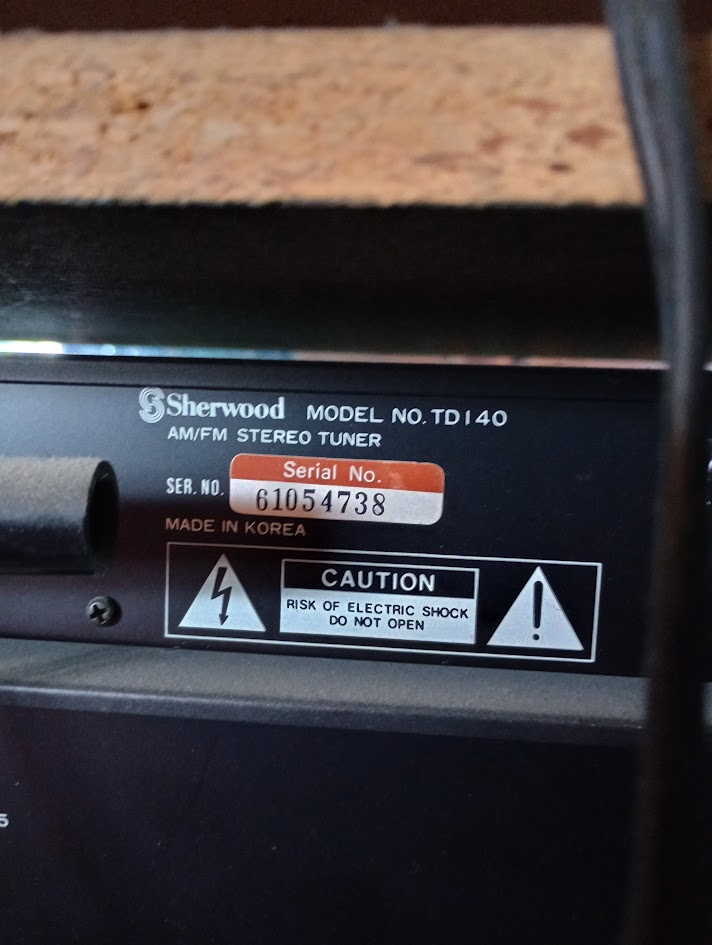 Sherwood MODEL NO. TD140
AM/FM STEREO TUNER
Serial No.
SER. NO. 61054738
MADE IN KOREA
CAUTION
RISK OF ELECTRIC SHOCK
DO NOT OPEN
5